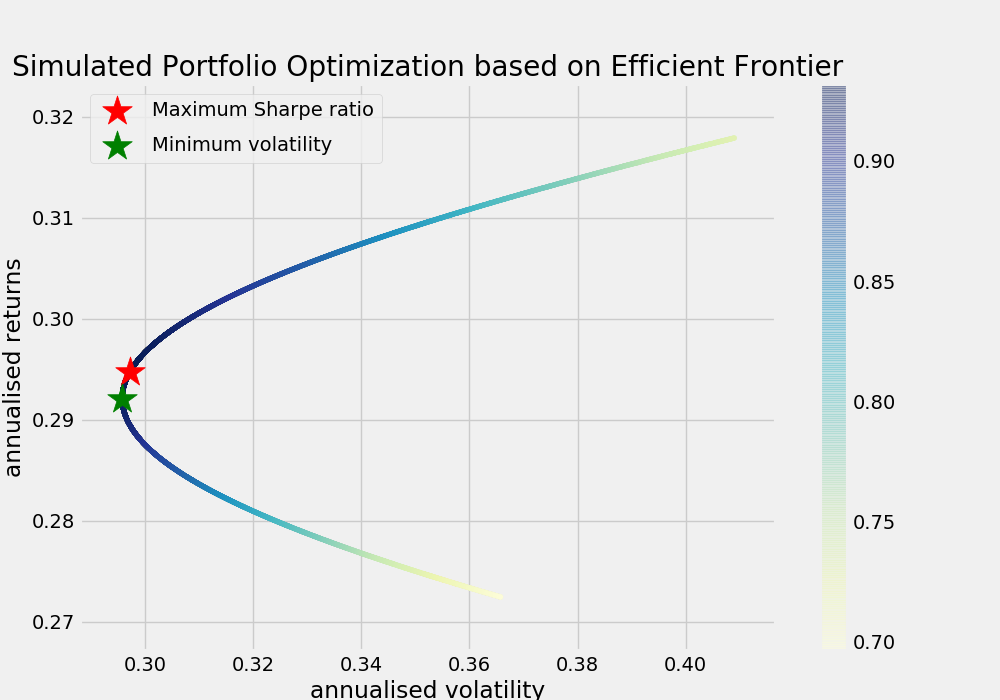 Simulated Portfolio Optimization based on Efficient Frontier
Maximum Sharpe ratio
Minimum volatility
annualised returns
0.32
0.31
0.30
0.29
0.28
0.27
0.30 0.32 0.34 0.36 0.38 0.40
annualised volatility
0.90
0.85
0.80
0.75
0.70